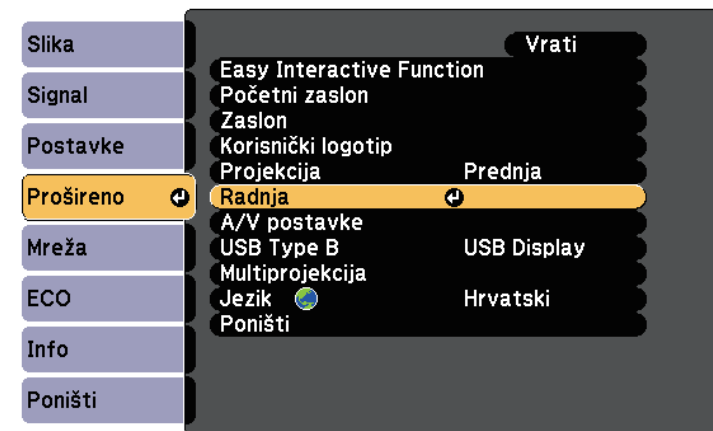 Slika
Signal
Postavke
Prošireno
Mreža
ECO
Info
Poništi
Vrati
Easy Interactive Function
Početni zaslon
Zaslon
Korisnički logotip
Projekcija Prednja
Radnja
A/V postavke
USB Type B USB Display
Multiprojekcija
Jezik Hrvatski
Poništi